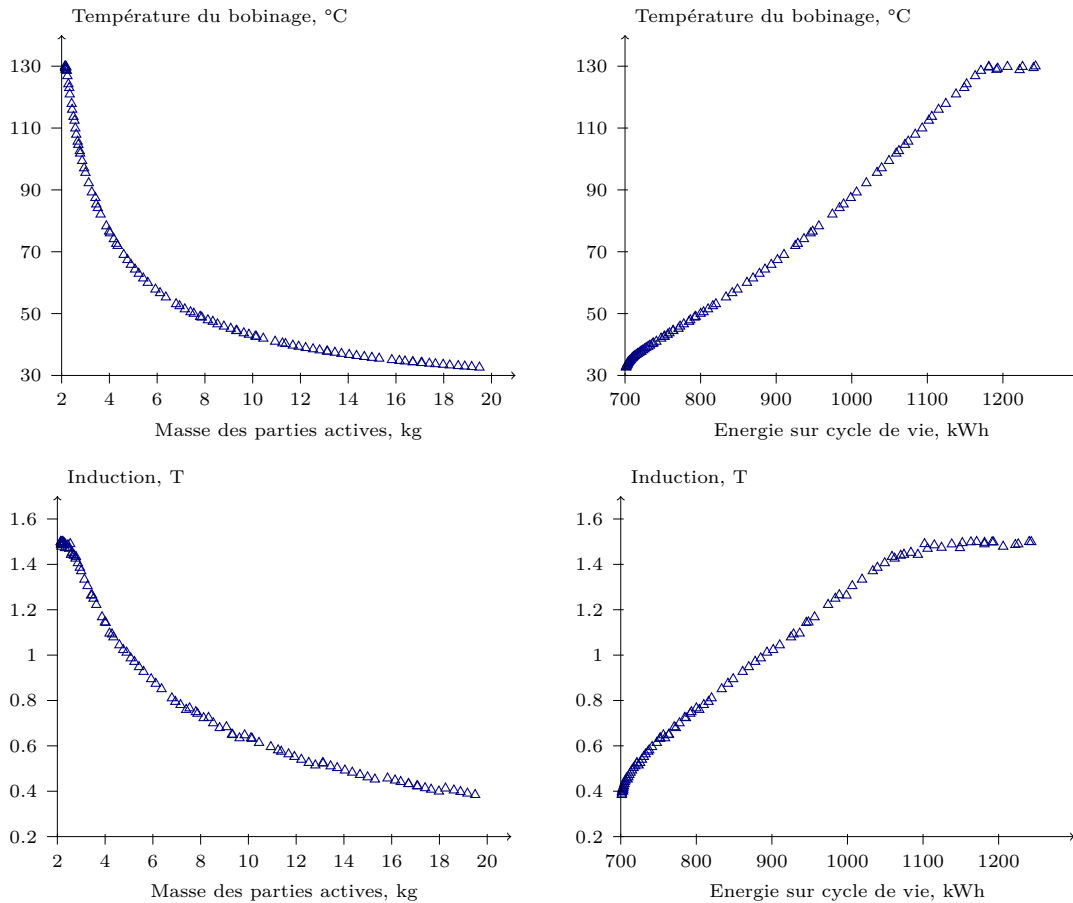 Température du bobinage, °C
130
110
90
70
50
30
2 4 6 8 10 12 14 16 18 20
Masse des parties actives, kg
Température du bobinage, °C
130
110
90
70
50
30
700 800 900 1000 1100 1200
Energie sur cycle de vie, kWh
Induction, T
1.6
1.4
1.2
1
0.8
0.6
0.4
0.2
2 4 6 8 10 12 14 16 18 20
Masse des parties actives, kg
Induction, T
1.6
1.4
1.2
1
0.8
0.6
0.4
0.2
700 800 900 1000 1100 1200
Energie sur cycle de vie, kWh